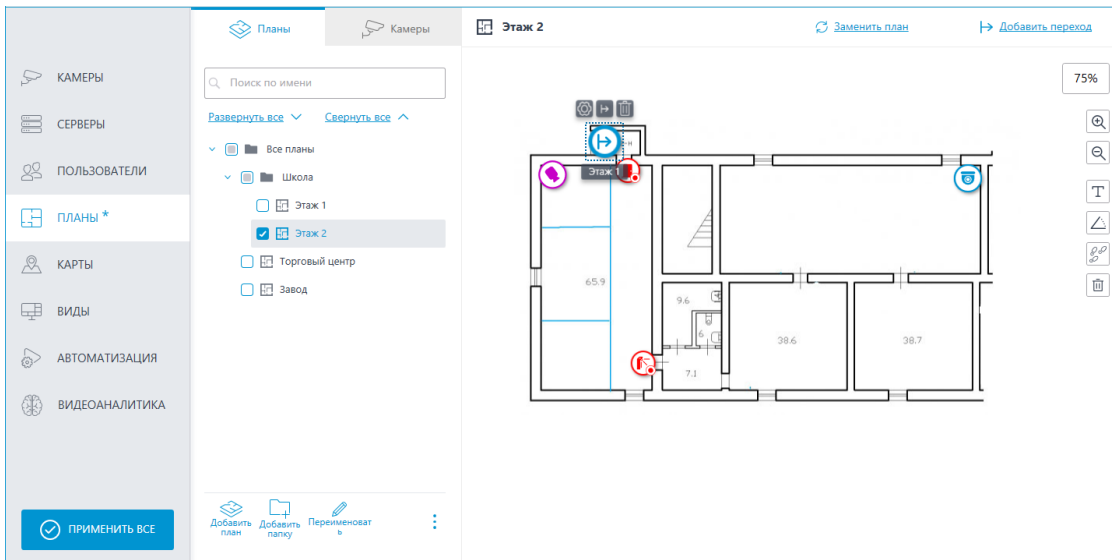 КАМЕРЫ
СЕРВЕРЫ
ПОЛЬЗОВАТЕЛИ
ПЛАНЫ *
КАРТЫ
ВИДЫ
АВТОМАТИЗАЦИЯ
ВИДЕОАНАЛИТИКА
ПРИМЕНИТЬ ВСЕ
Планы
Камеры
Поиск по имени
Развернуть все
Свернуть все
Все планы
Школа
Этаж 1
Этаж 2
Торговый центр
Завод
Добавить
план
Добавить
папку
Переименоват
ь
Этаж 2
Заменить план
Добавить переход
75%
T
Этаж 1
65.9
9.6
6
7.1
38.6
38.7